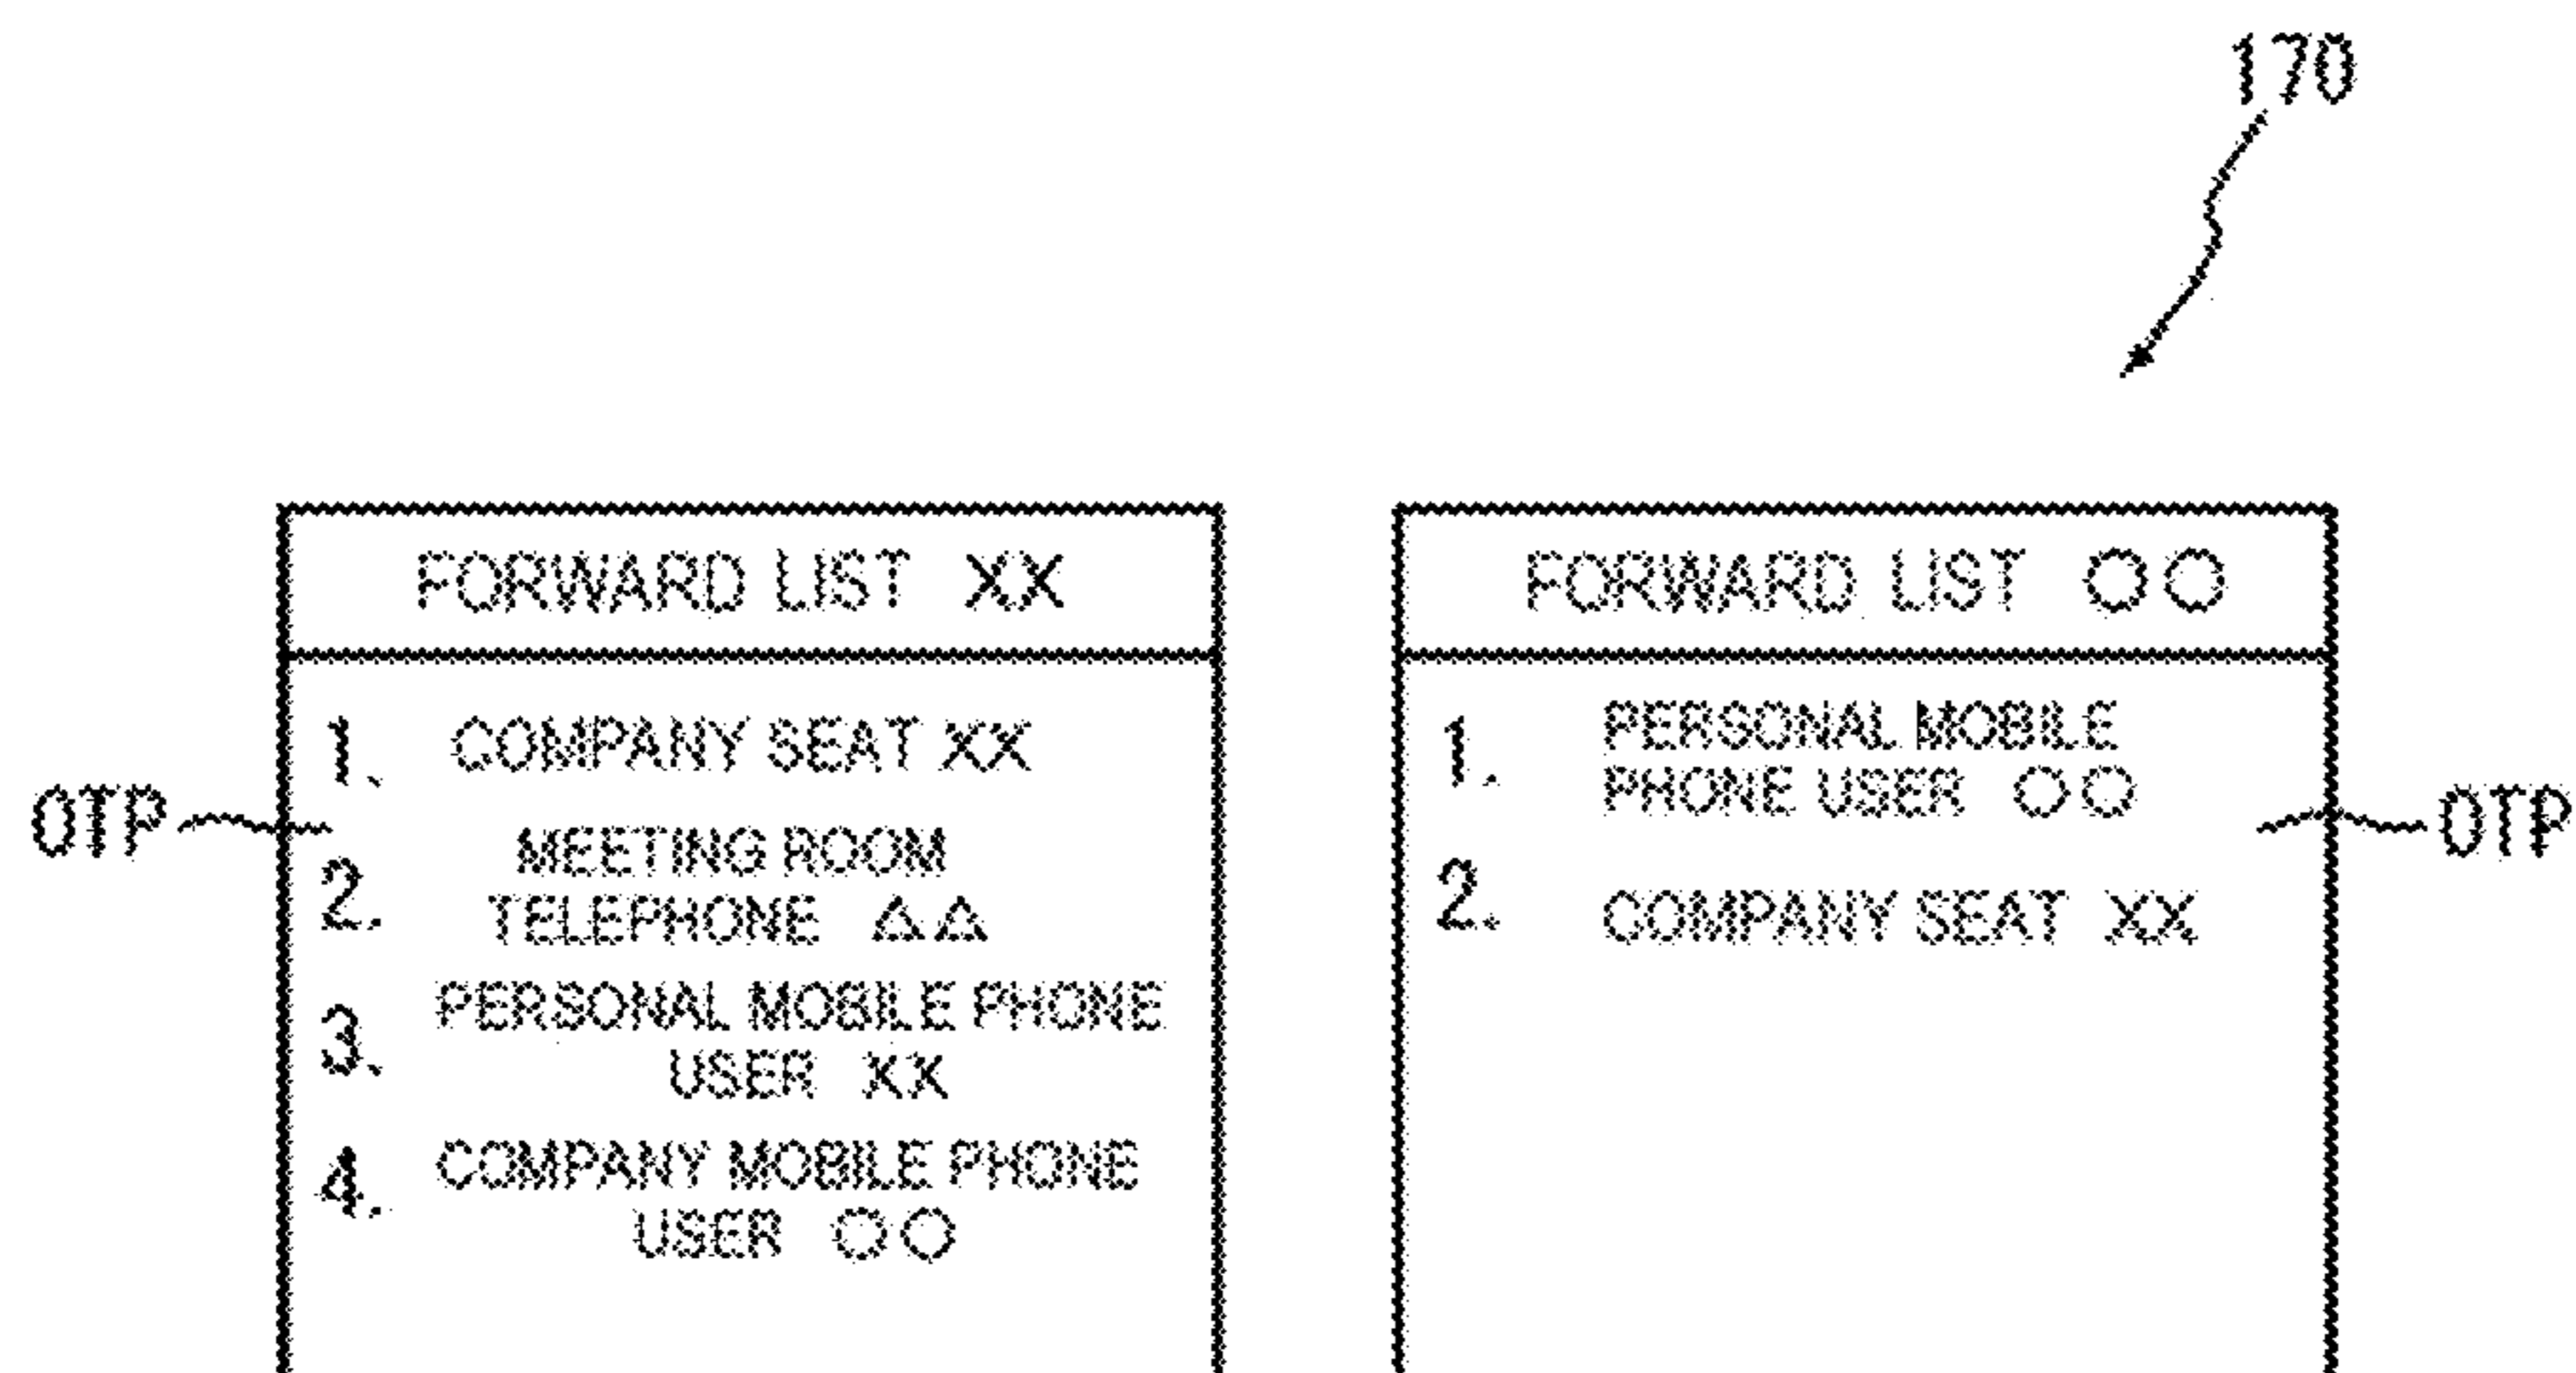 170
FORWARD LIST XX
1. COMPANY SEAT XX
OTP
2. MEETING ROOM
TELEPHONE △△
3. PERSONAL MOBILE PHONE
USER XX
4. COMPANY MOBILE PHONE
USER ○○
FORWARD LIST ○○
1. PERSONAL MOBILE
PHONE USER ○○
OTP
2. COMPANY SEAT XX